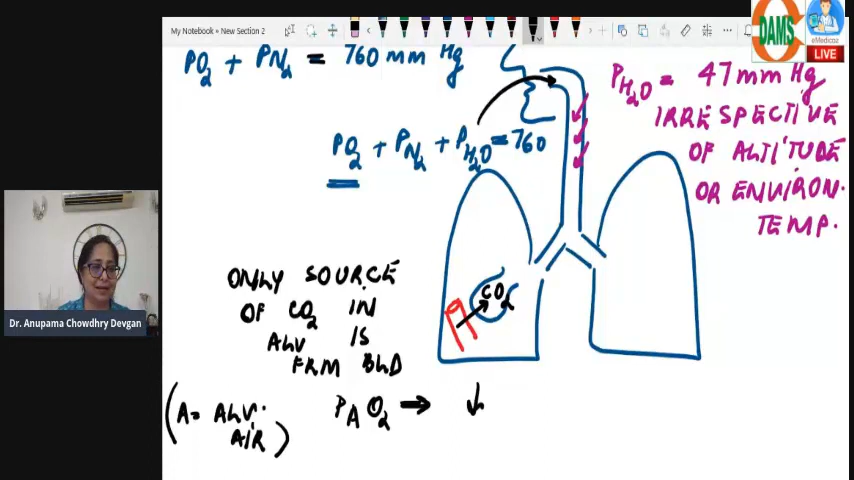 My Notebook » New Section 2
DAMS
eMedicoz
LIVE
PO2 + PN2 = 760 mm Hg
PH2O = 47 mm Hg
IRRESPECTIVE
OF ALTITUDE
OR ENVIRON.
TEMP.
PO2 + PN2 + PH2O = 760
CO2
ONLY SOURCE
OF CO2 IN
ALV IS
FRM BLD
Dr. Anupama Chowdhry Devgan
(A = ALV. AIR)
PAO2 → ↓